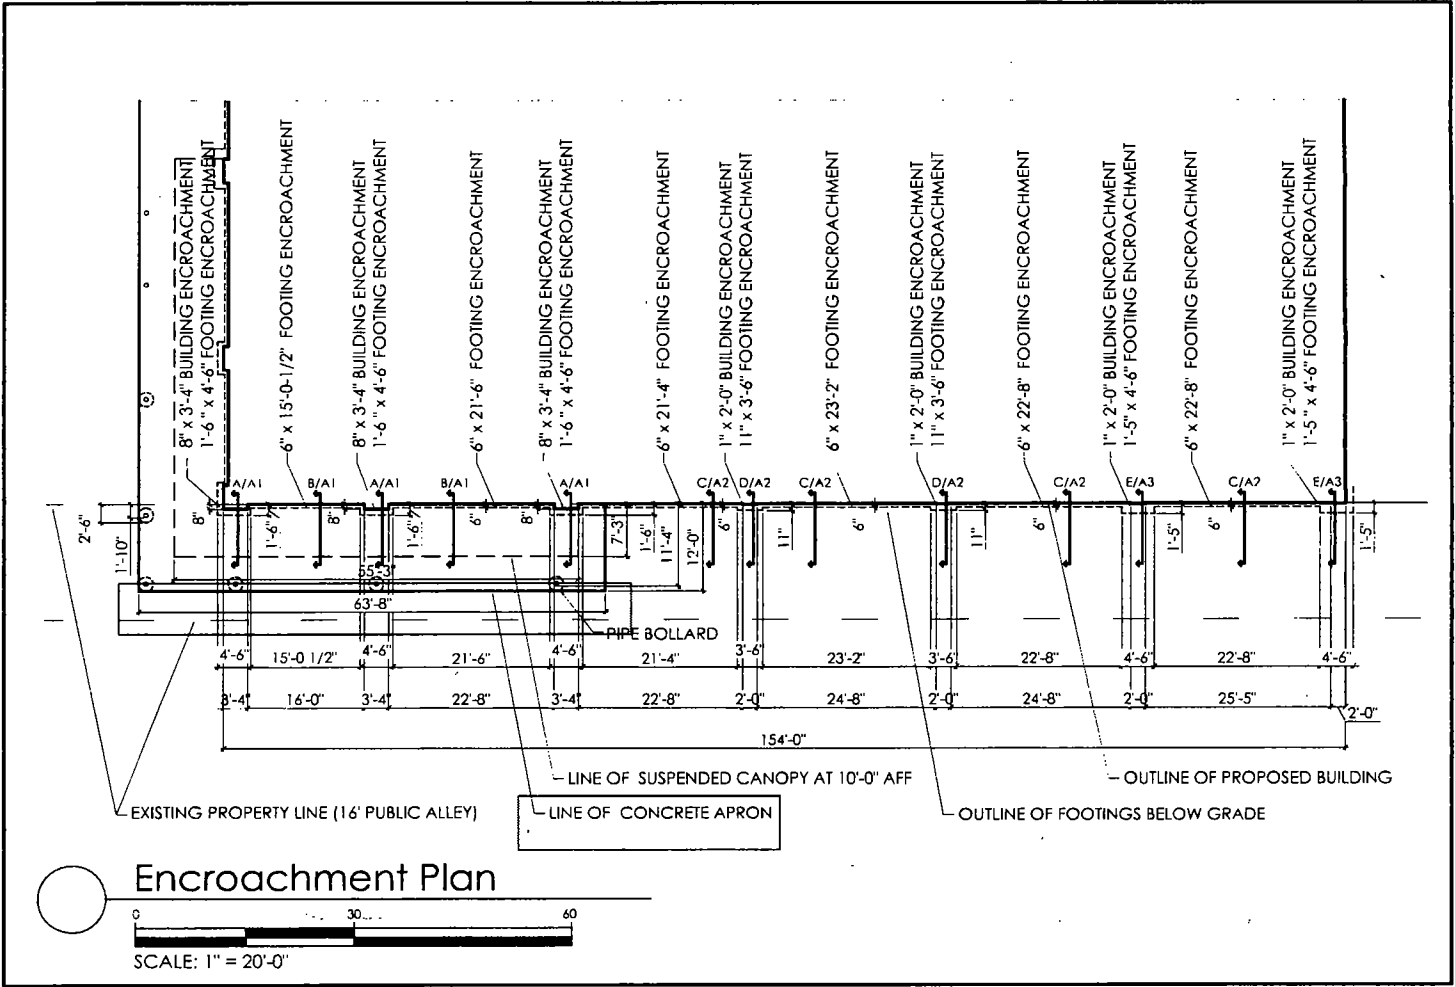 8" x 3'-4" BUILDING ENCROACHMENT
1'-6" x 4'-6" FOOTING ENCROACHMENT
6" x 15'-0-1/2" FOOTING ENCROACHMENT
8" x 3'-4" BUILDING ENCROACHMENT
1'-6" x 4'-6" FOOTING ENCROACHMENT
6" x 21'-6" FOOTING ENCROACHMENT
8" x 3'-4" BUILDING ENCROACHMENT
1'-6" x 4'-6" FOOTING ENCROACHMENT
6" x 21'-4" FOOTING ENCROACHMENT
1" x 2'-0" BUILDING ENCROACHMENT
11" x 3'-6" FOOTING ENCROACHMENT
6" x 23'-2" FOOTING ENCROACHMENT
1" x 2'-0" BUILDING ENCROACHMENT
11" x 3'-6" FOOTING ENCROACHMENT
6" x 22'-8" FOOTING ENCROACHMENT
1" x 2'-0" BUILDING ENCROACHMENT
1'-5" x 4'-6" FOOTING ENCROACHMENT
6" x 22'-8" FOOTING ENCROACHMENT
1" x 2'-0" BUILDING ENCROACHMENT
1'-5" x 4'-6" FOOTING ENCROACHMENT
A/A1 B/A1 A/A1 B/A1 A/A1 C/A2 D/A2 C/A2 D/A2 C/A2 E/A3 C/A2 E/A3
2'-6" 8" 1'-6" 8" 1'-6" 6" 8" 7'-3" 1'-6" 11'-4" 12'-0" 6" 11" 6" 11" 6" 1'-5" 6" 1'-5"
1'-10"
55'-3"
63'-8"
PIPE BOLLARD
4'-6" 15'-0 1/2" 4'-6" 21'-6" 4'-6" 21'-4" 3'-6" 23'-2" 3'-6" 22'-8" 4'-6" 22'-8" 4'-6"
3'-4" 16'-0" 3'-4" 22'-8" 3'-4" 22'-8" 2'-0" 24'-8" 2'-0" 24'-8" 2'-0" 25'-5" 2'-0"
154'-0"
LINE OF SUSPENDED CANOPY AT 10'-0" AFF
OUTLINE OF PROPOSED BUILDING
EXISTING PROPERTY LINE (16' PUBLIC ALLEY)
LINE OF CONCRETE APRON
OUTLINE OF FOOTINGS BELOW GRADE
Encroachment Plan
0 30 60
SCALE: 1" = 20'-0"